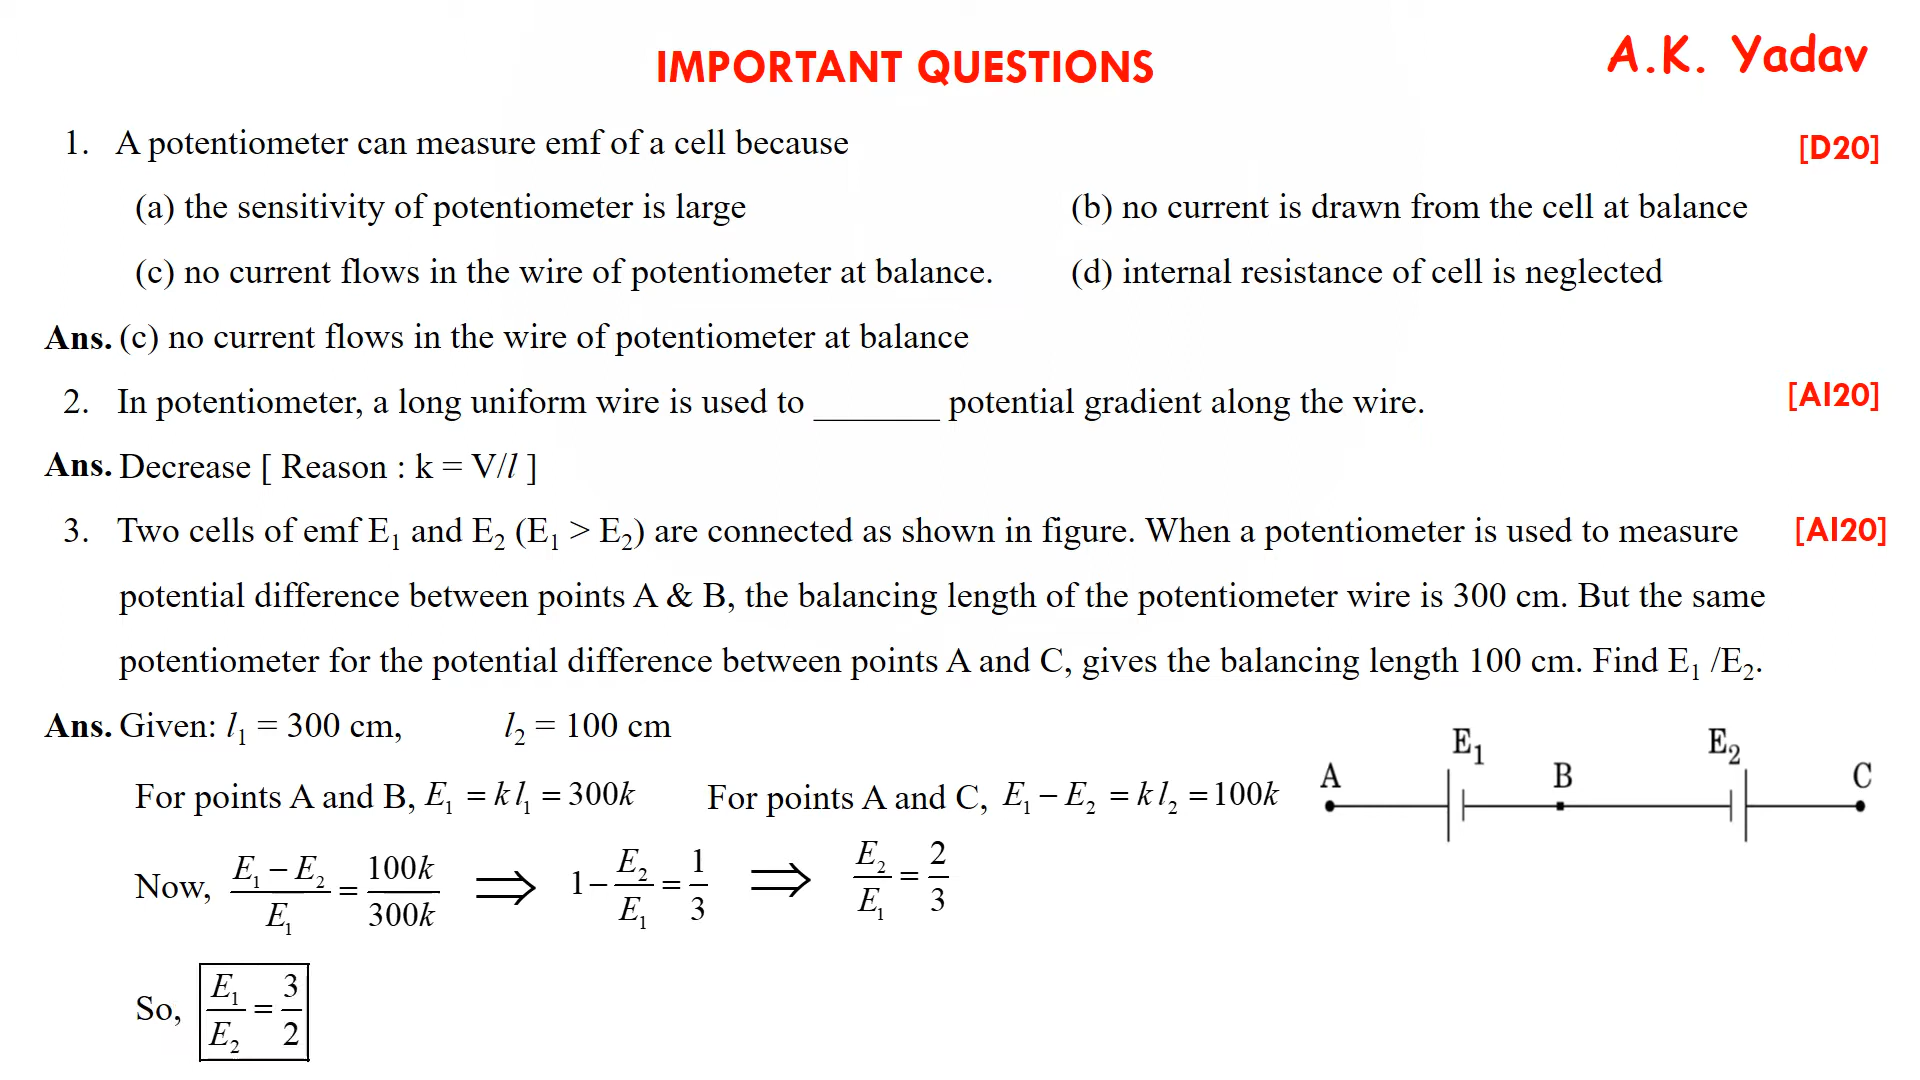 IMPORTANT QUESTIONS
A.K. Yadav
1. A potentiometer can measure emf of a cell because [D20]
(a) the sensitivity of potentiometer is large (b) no current is drawn from the cell at balance
(c) no current flows in the wire of potentiometer at balance. (d) internal resistance of cell is neglected
Ans. (c) no current flows in the wire of potentiometer at balance
2. In potentiometer, a long uniform wire is used to _______ potential gradient along the wire. [AI20]
Ans. Decrease [ Reason : k = V/l ]
3. Two cells of emf E₁ and E₂ (E₁ > E₂) are connected as shown in figure. When a potentiometer is used to measure [AI20]
potential difference between points A & B, the balancing length of the potentiometer wire is 300 cm. But the same
potentiometer for the potential difference between points A and C, gives the balancing length 100 cm. Find E₁ /E₂.
Ans. Given: l₁ = 300 cm, l₂ = 100 cm
For points A and B, E₁ = k l₁ = 300k For points A and C, E₁ − E₂ = k l₂ = 100k
Now, (E₁ − E₂)/E₁ = 100k/300k ⟹ 1 − E₂/E₁ = 1/3 ⟹ E₂/E₁ = 2/3
So, E₁/E₂ = 3/2
E₁ E₂
A B C